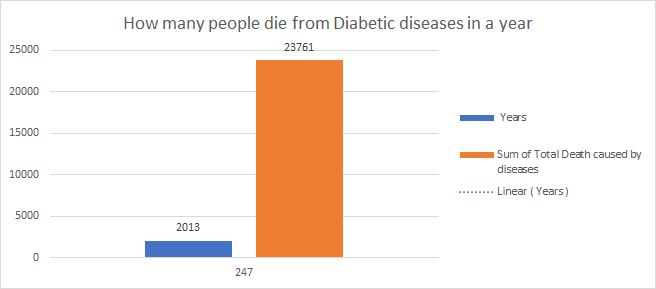 How many people die from Diabetic diseases in a year
25000
20000
15000
10000
5000
0
2013
23761
247
Years
Sum of Total Death caused by
diseases
Linear ( Years )